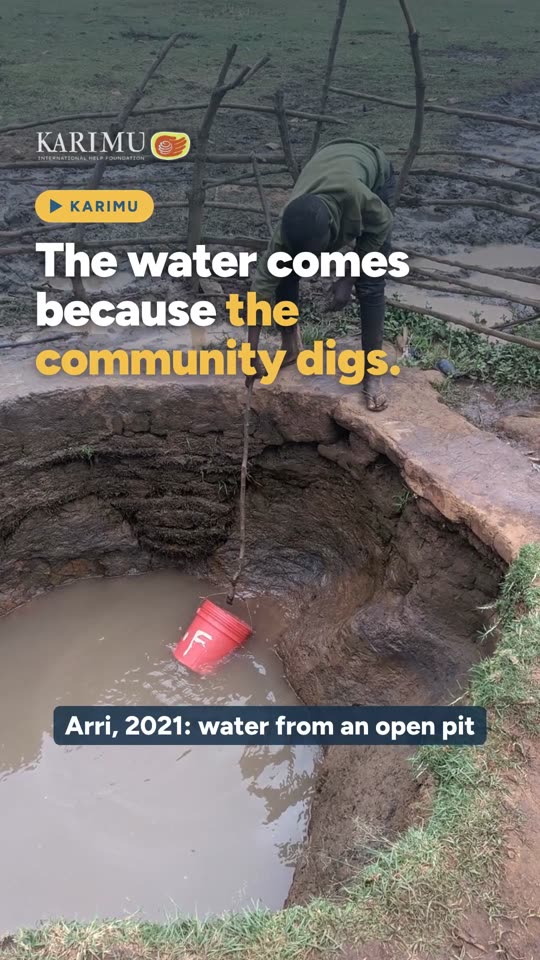 KARIMU
INTERNATIONAL HELP FOUNDATION
▶ KARIMU
The water comes
because the
community digs.
F
Arri, 2021: water from an open pit